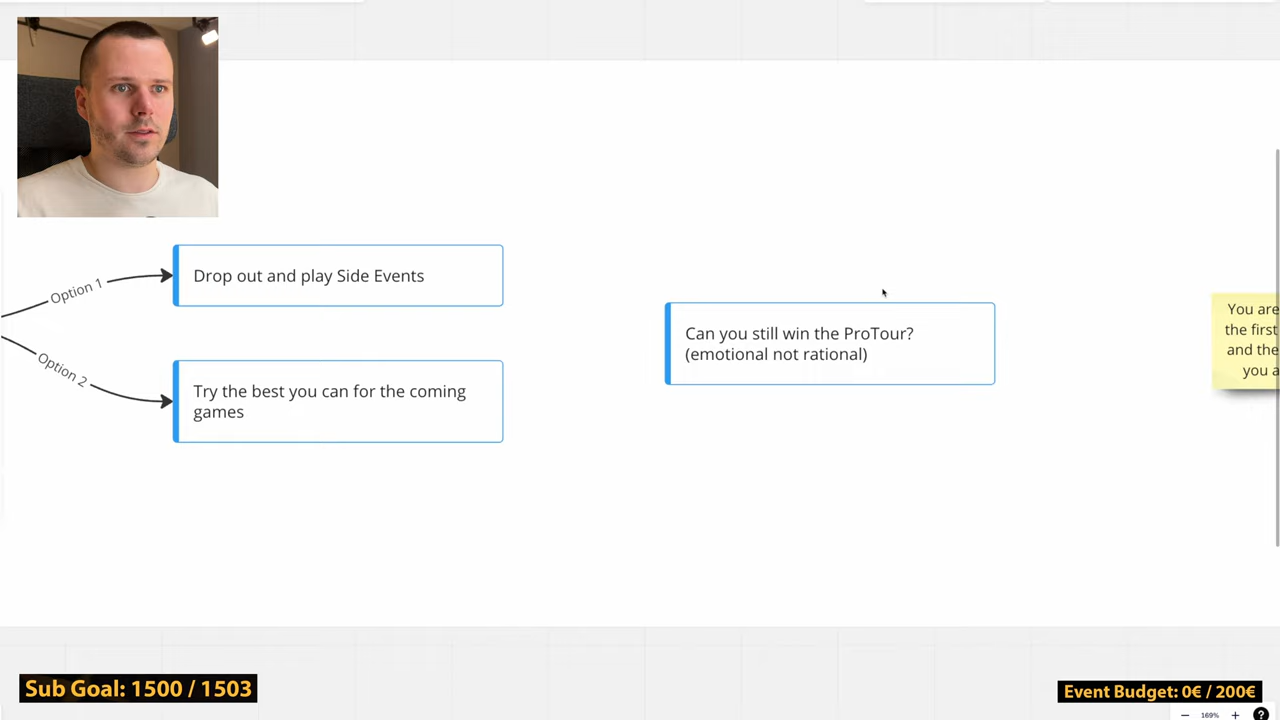 Option 1
Drop out and play Side Events
Option 2
Try the best you can for the coming
games
Can you still win the ProTour?
(emotional not rational)
You are
the first
and the
you a
Sub Goal: 1500 / 1503
Event Budget: 0€ / 200€
169%
?